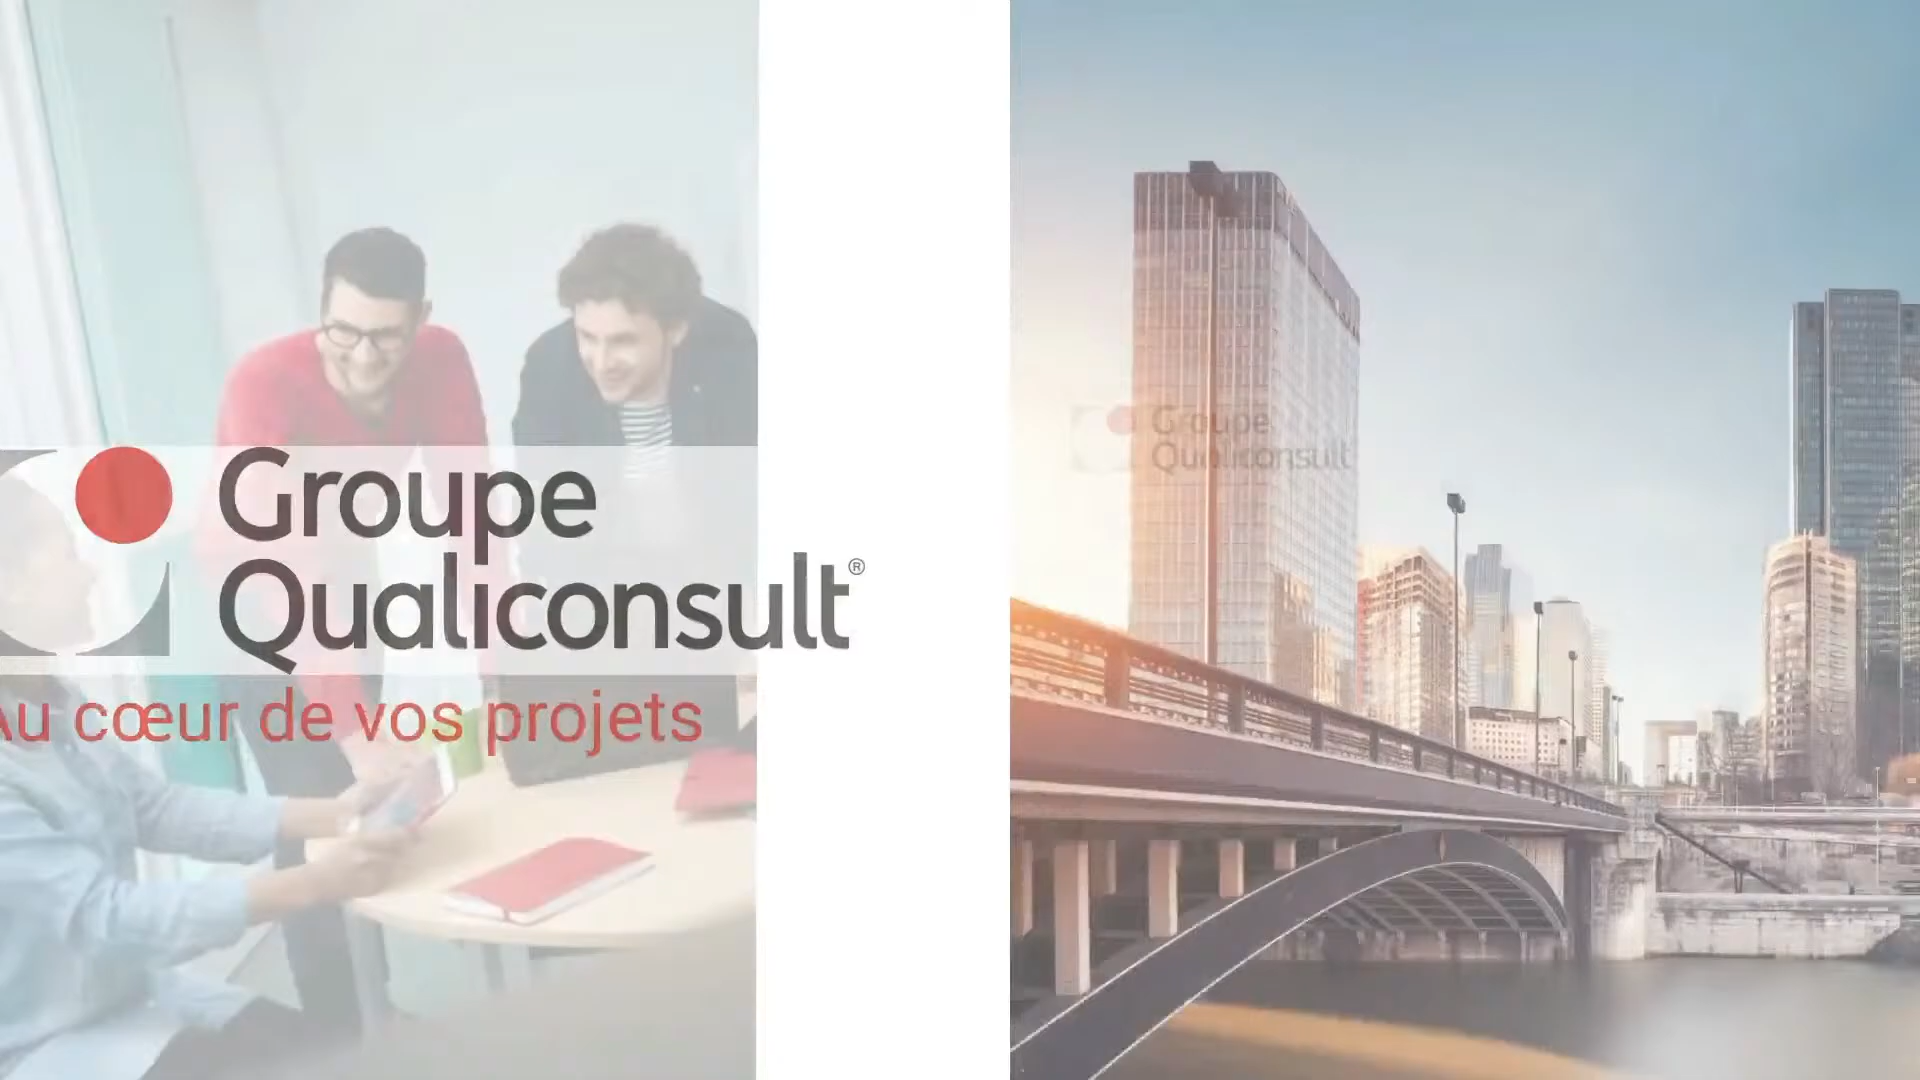 Groupe
Qualiconsult®
Au cœur de vos projets
Groupe
Qualiconsult